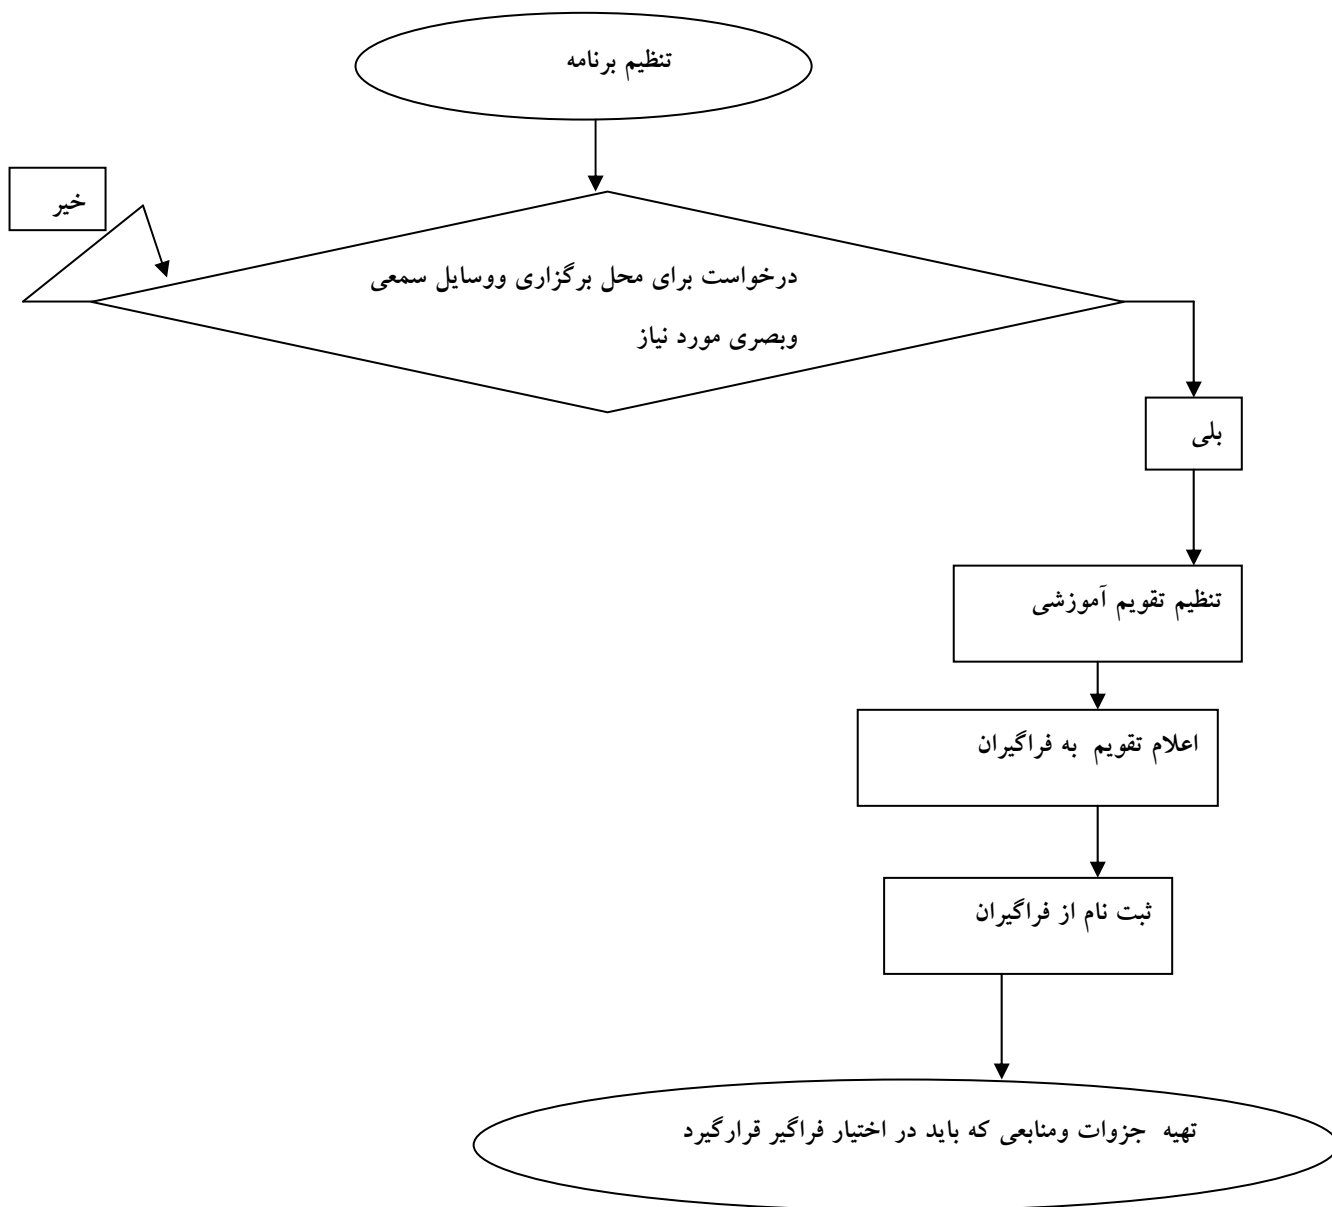 تنظیم برنامه
خیر
درخواست برای محل برگزاری ووسایل سمعی
وبصری مورد نیاز
بلی
تنظیم تقویم آموزشی
اعلام تقویم به فراگیران
ثبت نام از فراگیران
تهیه جزوات ومنابعی که باید در اختیار فراگیر قرارگیرد